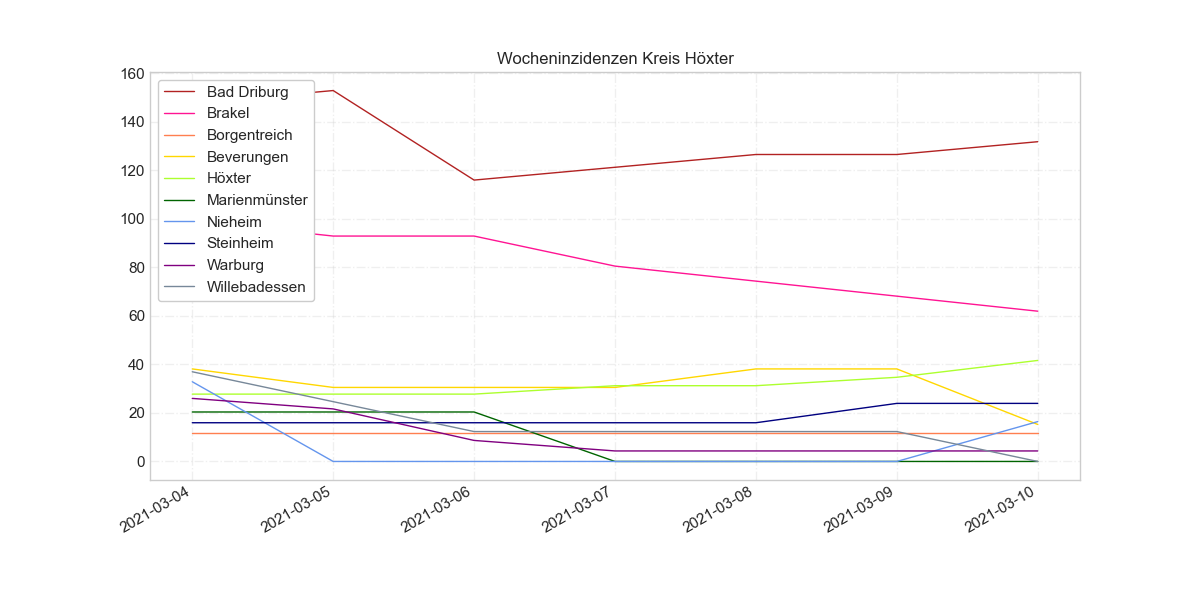 Wocheninzidenzen Kreis Höxter
160
140
120
100
80
60
40
20
0
Bad Driburg
Brakel
Borgentreich
Beverungen
Höxter
Marienmünster
Nieheim
Steinheim
Warburg
Willebadessen
2021-03-04
2021-03-05
2021-03-06
2021-03-07
2021-03-08
2021-03-09
2021-03-10